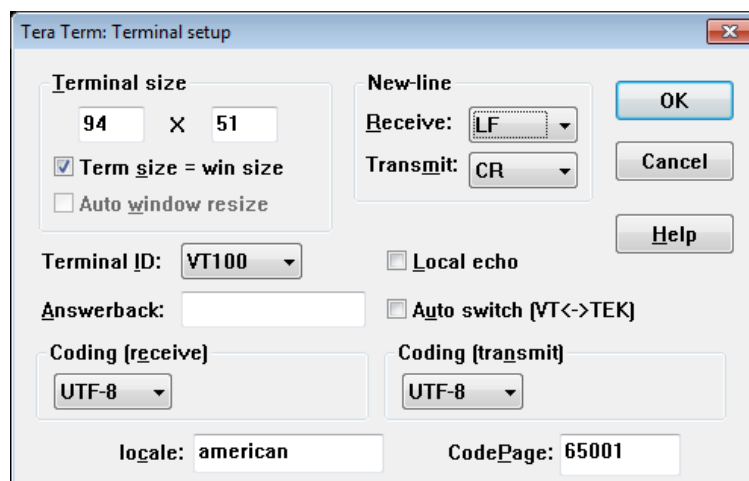 Tera Term: Terminal setup
Terminal size
94 X 51
Term size = win size
Auto window resize
New-line
Receive: LF
Transmit: CR
OK
Cancel
Help
Terminal ID: VT100
Local echo
Answerback:
Auto switch (VT<->TEK)
Coding (receive)
UTF-8
Coding (transmit)
UTF-8
locale: american
CodePage: 65001